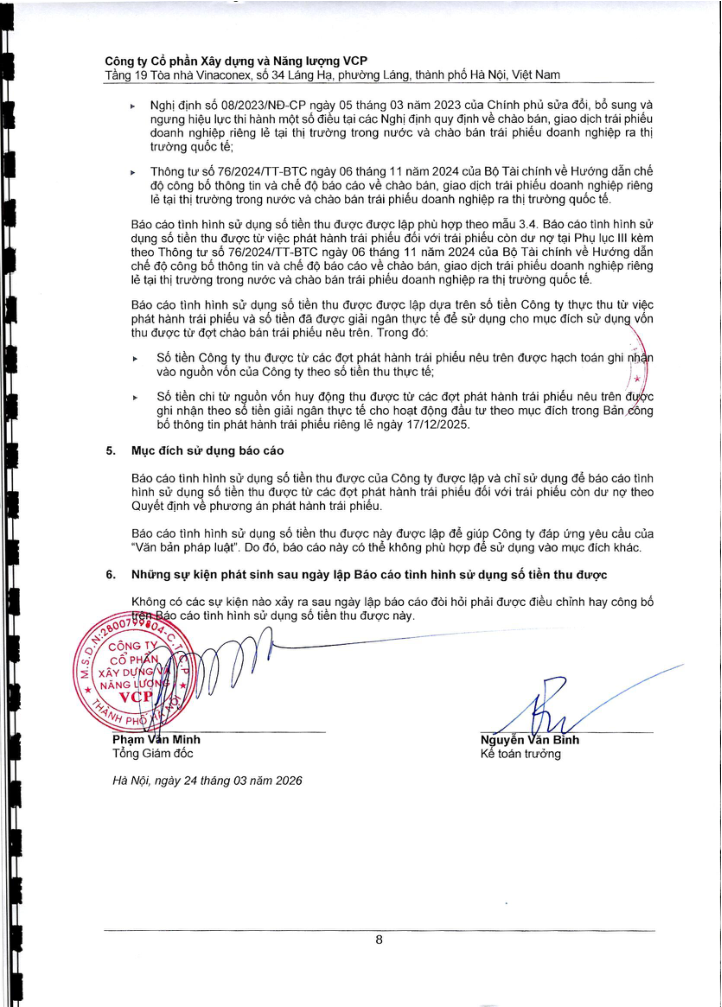 Công ty Cổ phần Xây dựng và Năng lượng VCP
Tầng 19 Tòa nhà Vinaconex, số 34 Láng Hạ, phường Láng, thành phố Hà Nội, Việt Nam
▸ Nghị định số 08/2023/NĐ-CP ngày 05 tháng 03 năm 2023 của Chính phủ sửa đổi, bổ sung và
ngưng hiệu lực thi hành một số điều tại các Nghị định quy định về chào bán, giao dịch trái phiếu
doanh nghiệp riêng lẻ tại thị trường trong nước và chào bán trái phiếu doanh nghiệp ra thị
trường quốc tế;
▸ Thông tư số 76/2024/TT-BTC ngày 06 tháng 11 năm 2024 của Bộ Tài chính về Hướng dẫn chế
độ công bố thông tin và chế độ báo cáo về chào bán, giao dịch trái phiếu doanh nghiệp riêng
lẻ tại thị trường trong nước và chào bán trái phiếu doanh nghiệp ra thị trường quốc tế.
Báo cáo tình hình sử dụng số tiền thu được được lập phù hợp theo mẫu 3.4. Báo cáo tình hình sử
dụng số tiền thu được từ việc phát hành trái phiếu đối với trái phiếu còn dư nợ tại Phụ lục III kèm
theo Thông tư số 76/2024/TT-BTC ngày 06 tháng 11 năm 2024 của Bộ Tài chính về Hướng dẫn
chế độ công bố thông tin và chế độ báo cáo về chào bán, giao dịch trái phiếu doanh nghiệp riêng
lẻ tại thị trường trong nước và chào bán trái phiếu doanh nghiệp ra thị trường quốc tế.
Báo cáo tình hình sử dụng số tiền thu được được lập dựa trên số tiền Công ty thực thu từ việc
phát hành trái phiếu và số tiền đã được giải ngân thực tế để sử dụng cho mục đích sử dụng vốn
thu được từ đợt chào bán trái phiếu nêu trên. Trong đó:
▸ Số tiền Công ty thu được từ các đợt phát hành trái phiếu nêu trên được hạch toán ghi nhận
vào nguồn vốn của Công ty theo số tiền thu thực tế;
▸ Số tiền chi từ nguồn vốn huy động thu được từ các đợt phát hành trái phiếu nêu trên được
ghi nhận theo số tiền giải ngân thực tế cho hoạt động đầu tư theo mục đích trong Bản công
bố thông tin phát hành trái phiếu riêng lẻ ngày 17/12/2025.
5. Mục đích sử dụng báo cáo
Báo cáo tình hình sử dụng số tiền thu được của Công ty được lập và chỉ sử dụng để báo cáo tình
hình sử dụng số tiền thu được từ các đợt phát hành trái phiếu đối với trái phiếu còn dư nợ theo
Quyết định về phương án phát hành trái phiếu.
Báo cáo tình hình sử dụng số tiền thu được này được lập để giúp Công ty đáp ứng yêu cầu của
"Văn bản pháp luật". Do đó, báo cáo này có thể không phù hợp để sử dụng vào mục đích khác.
6. Những sự kiện phát sinh sau ngày lập Báo cáo tình hình sử dụng số tiền thu được
Không có các sự kiện nào xảy ra sau ngày lập báo cáo đòi hỏi phải được điều chỉnh hay công bố
trên Báo cáo tình hình sử dụng số tiền thu được này.
M.S.D.N:2800799804-C.T.C.P
CÔNG TY
CỔ PHẦN
XÂY DỰNG VÀ
NĂNG LƯỢNG
VCP
THÀNH PHỐ HÀ NỘI
Phạm Văn Minh
Tổng Giám đốc
Nguyễn Văn Bình
Kế toán trưởng
Hà Nội, ngày 24 tháng 03 năm 2026
8